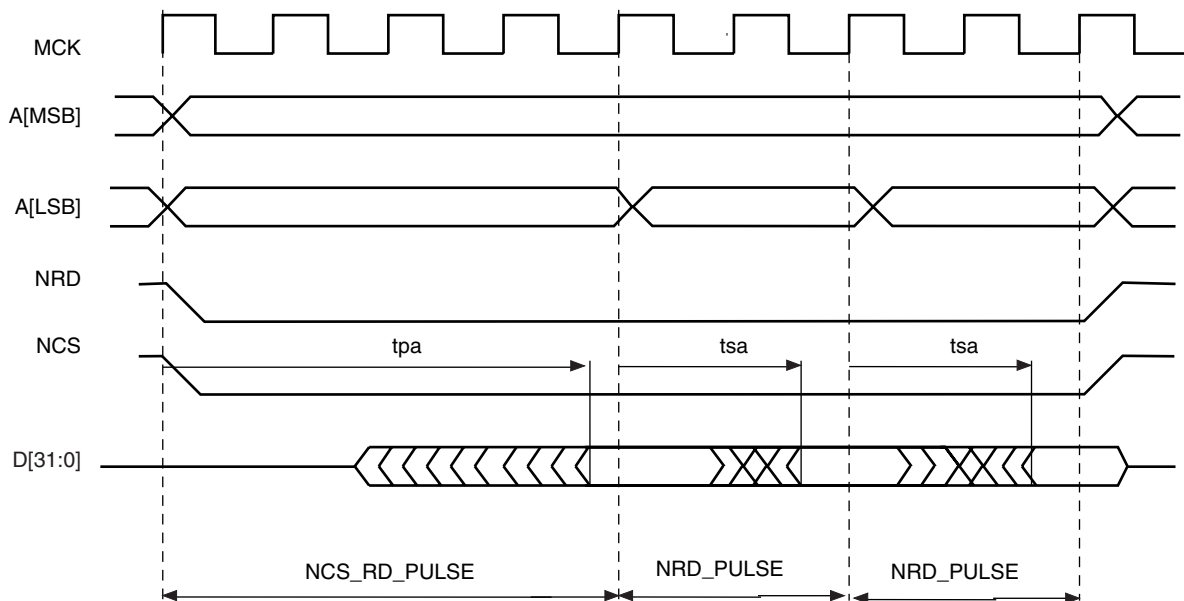 MCK
A[MSB]
A[LSB]
NRD
NCS
tpa
tsa
tsa
D[31:0]
NCS_RD_PULSE
NRD_PULSE
NRD_PULSE